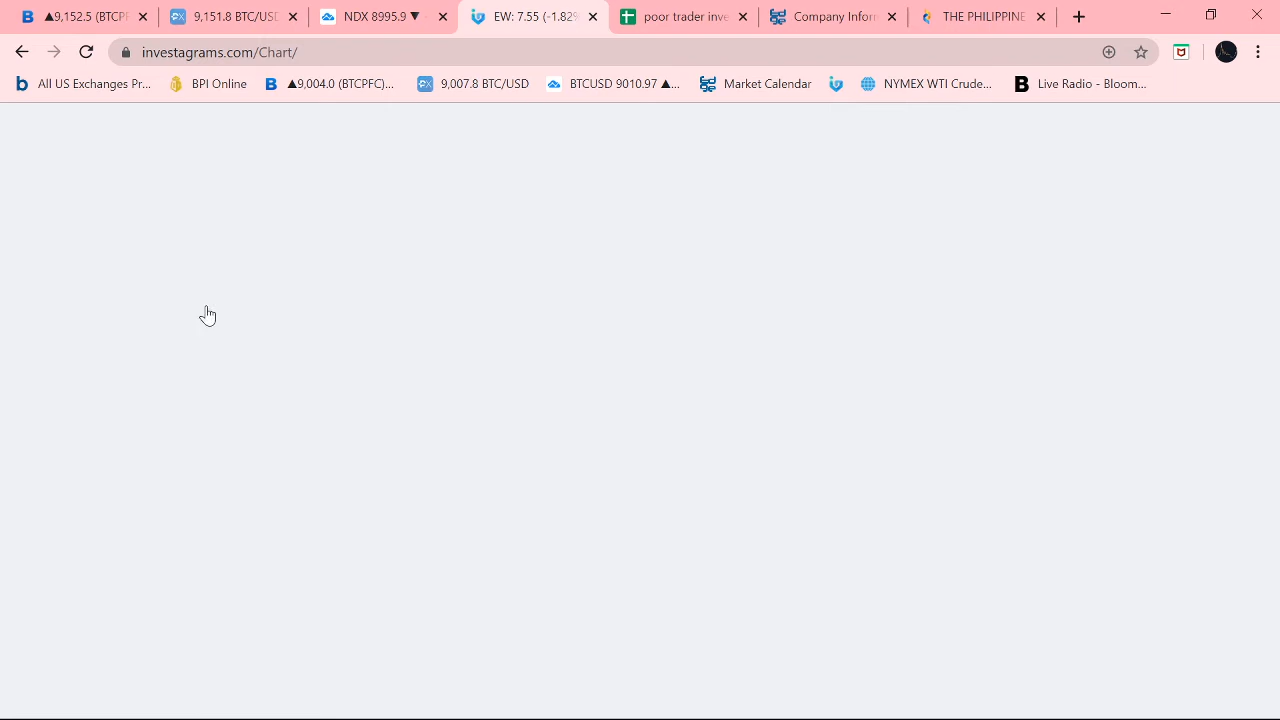 ▲9,152.5 (BTCPF
9,151.8 BTC/USD
NDX 8995.9 ▼ -
EW: 7.55 (-1.82%
poor trader inve
Company Inform
THE PHILIPPINE
investagrams.com/Chart/
All US Exchanges Pr...
BPI Online
▲9,004.0 (BTCPFC)...
9,007.8 BTC/USD
BTCUSD 9010.97 ▲...
Market Calendar
NYMEX WTI Crude...
Live Radio - Bloom...